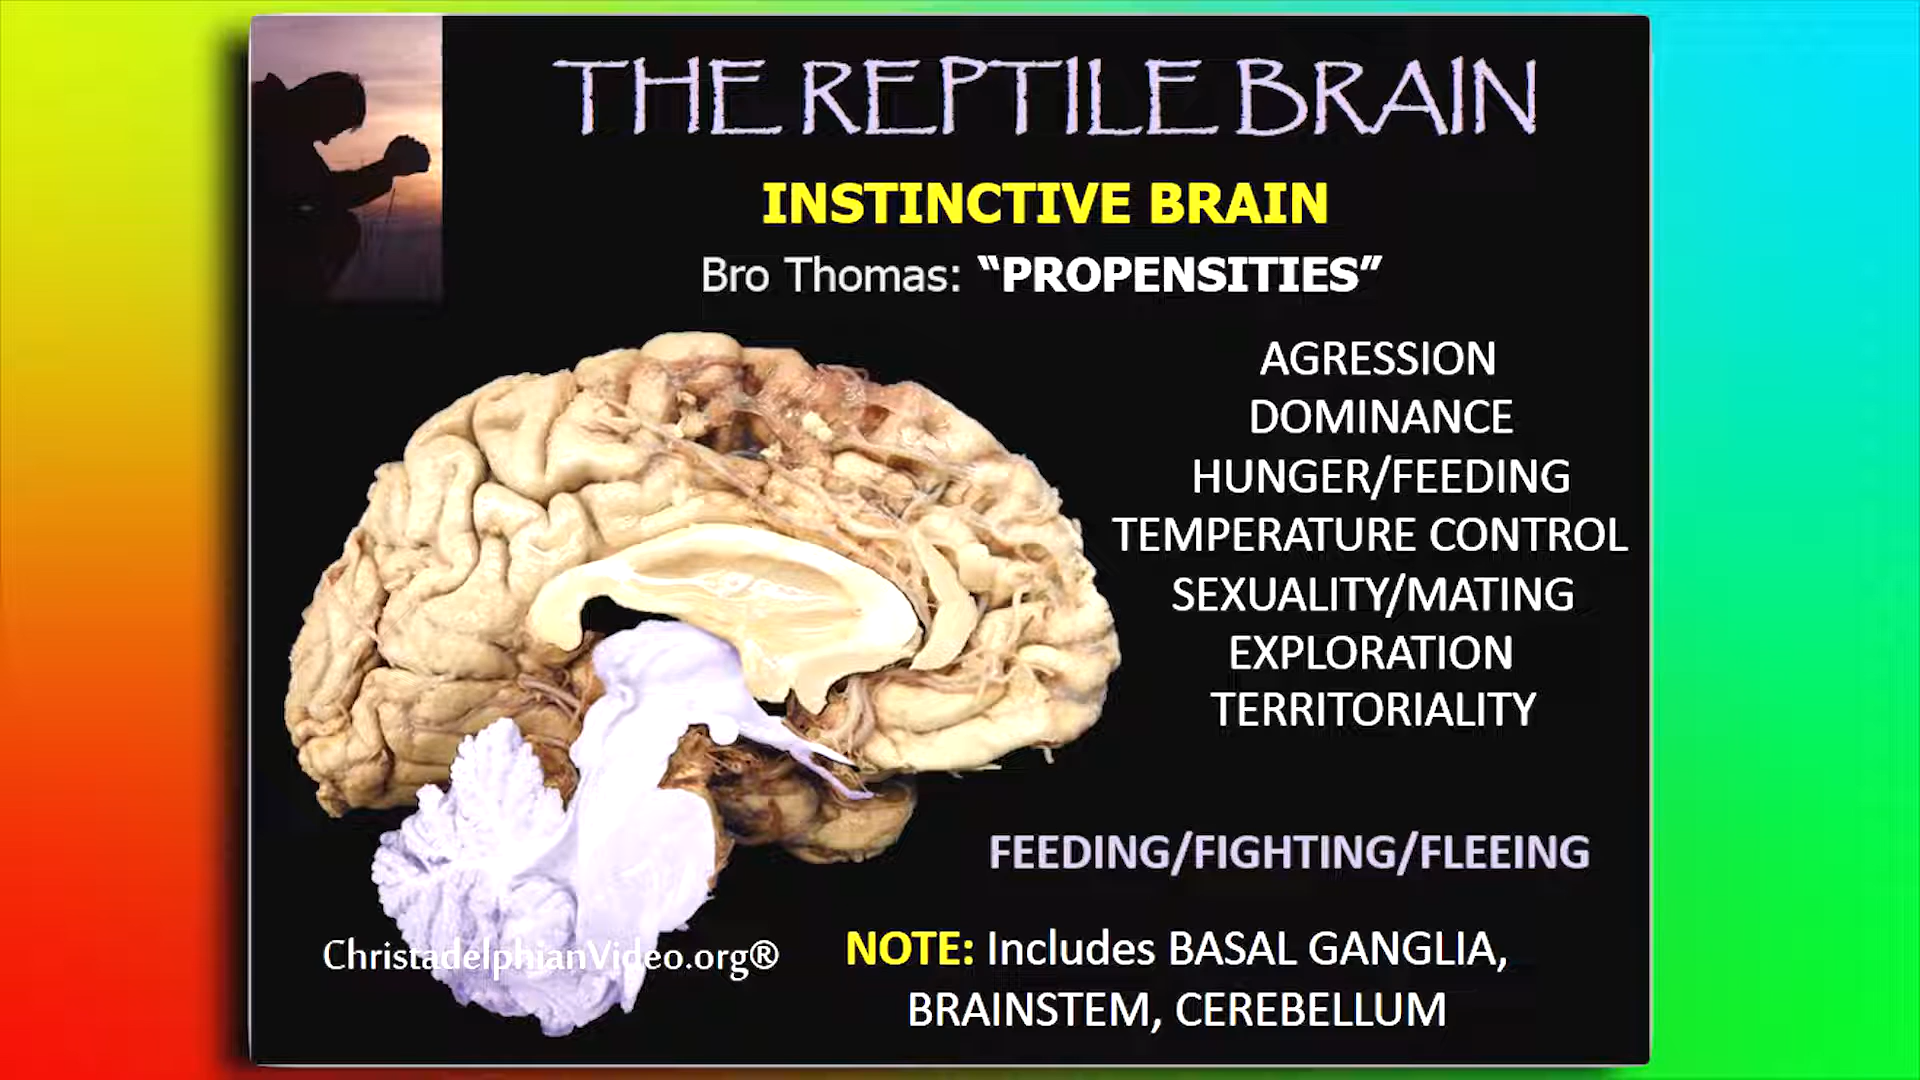 THE REPTILE BRAIN
INSTINCTIVE BRAIN
Bro Thomas: “PROPENSITIES”
AGRESSION
DOMINANCE
HUNGER/FEEDING
TEMPERATURE CONTROL
SEXUALITY/MATING
EXPLORATION
TERRITORIALITY
FEEDING/FIGHTING/FLEEING
NOTE: Includes BASAL GANGLIA,
BRAINSTEM, CEREBELLUM
ChristadelphianVideo.org®